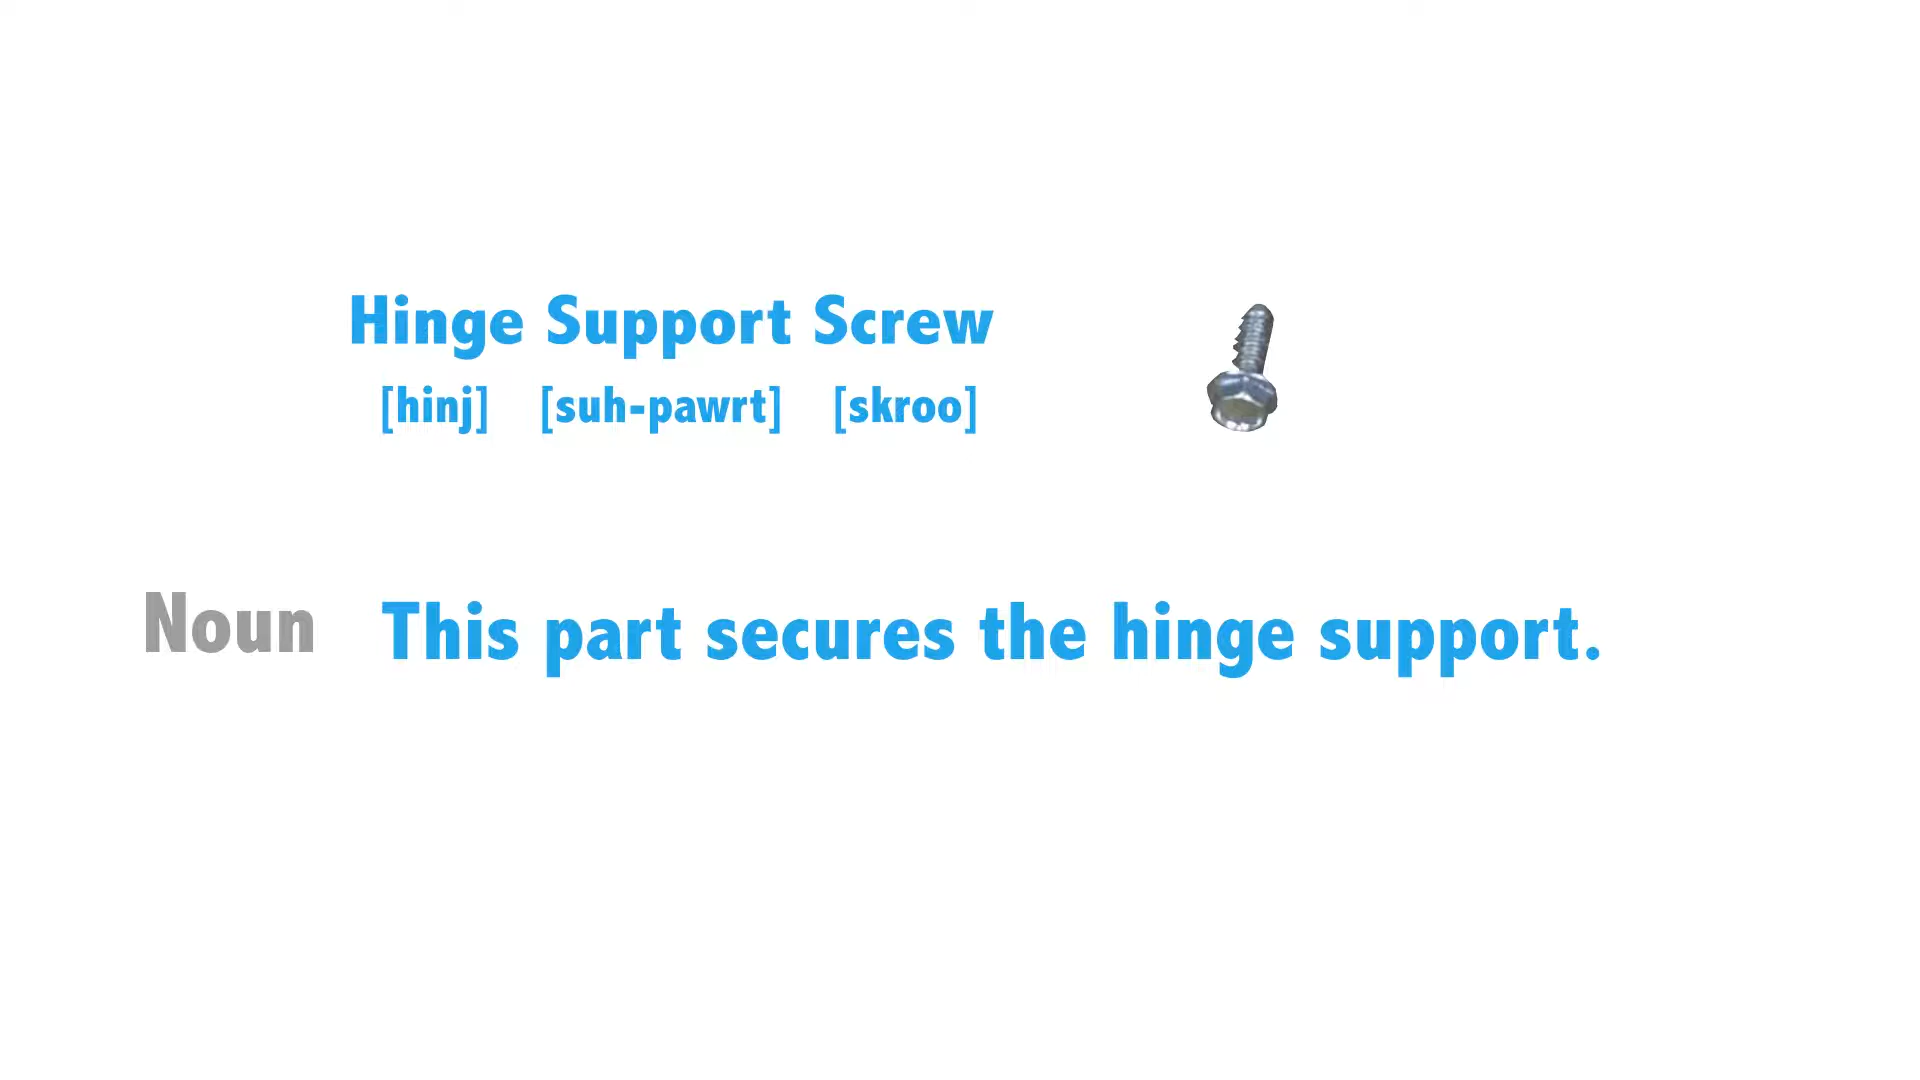 Hinge Support Screw
[hinj] [suh-pawrt] [skroo]
Noun This part secures the hinge support.